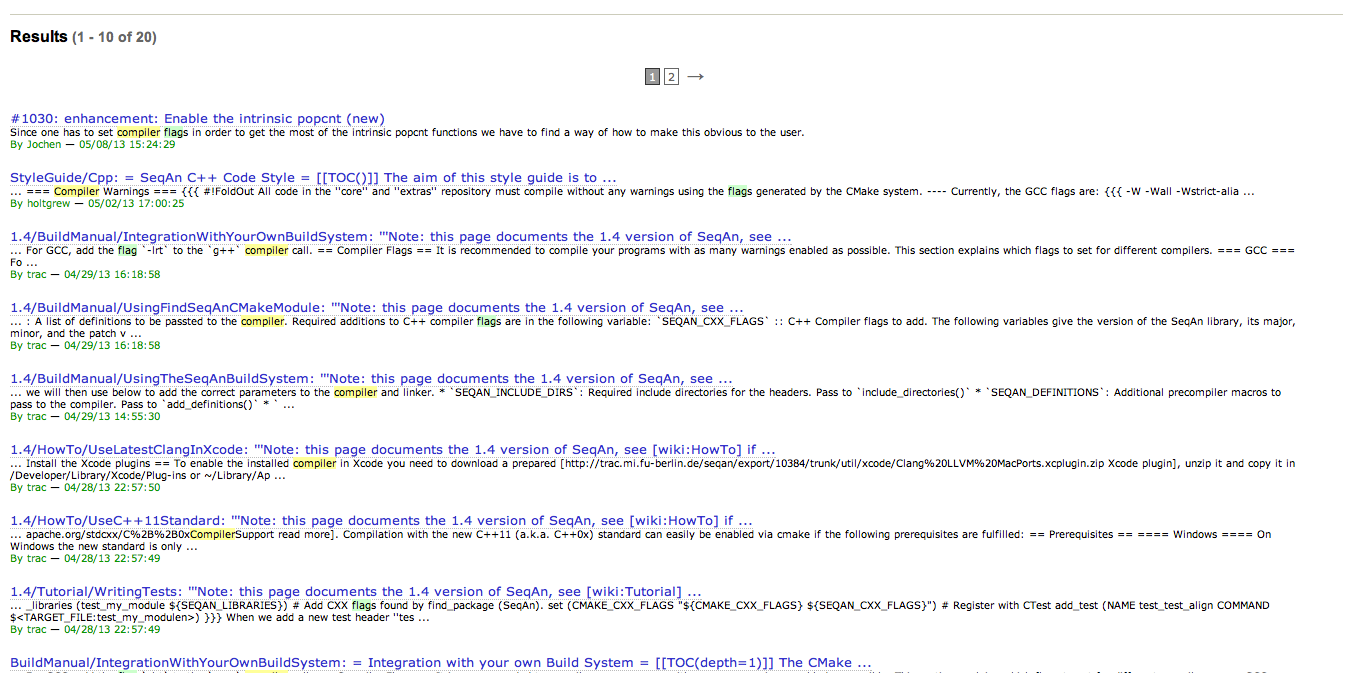 Results (1 - 10 of 20)
1 2 →
#1030: enhancement: Enable the intrinsic popcnt (new)
Since one has to set compiler flags in order to get the most of the intrinsic popcnt functions we have to find a way of how to make this obvious to the user.
By Jochen — 05/08/13 15:24:29
StyleGuide/Cpp: = SeqAn C++ Code Style = [[TOC()]] The aim of this style guide is to ...
... === Compiler Warnings === {{{ #!FoldOut All code in the ''core'' and ''extras'' repository must compile without any warnings using the flags generated by the CMake system. ---- Currently, the GCC flags are: {{{ -W -Wall -Wstrict-alia ...
By holtgrew — 05/02/13 17:00:25
1.4/BuildManual/IntegrationWithYourOwnBuildSystem: '''Note: this page documents the 1.4 version of SeqAn, see ...
... For GCC, add the flag `-lrt` to the `g++` compiler call. == Compiler Flags == It is recommended to compile your programs with as many warnings enabled as possible. This section explains which flags to set for different compilers. === GCC ===
Fo ...
By trac — 04/29/13 16:18:58
1.4/BuildManual/UsingFindSeqAnCMakeModule: '''Note: this page documents the 1.4 version of SeqAn, see ...
... : A list of definitions to be passted to the compiler. Required additions to C++ compiler flags are in the following variable: `SEQAN_CXX_FLAGS` :: C++ Compiler flags to add. The following variables give the version of the SeqAn library, its major,
minor, and the patch v ...
By trac — 04/29/13 16:18:58
1.4/BuildManual/UsingTheSeqAnBuildSystem: '''Note: this page documents the 1.4 version of SeqAn, see ...
... we will then use below to add the correct parameters to the compiler and linker. * `SEQAN_INCLUDE_DIRS`: Required include directories for the headers. Pass to `include_directories()` * `SEQAN_DEFINITIONS`: Additional precompiler macros to
pass to the compiler. Pass to `add_definitions()` * ` ...
By trac — 04/29/13 14:55:30
1.4/HowTo/UseLatestClangInXcode: '''Note: this page documents the 1.4 version of SeqAn, see [wiki:HowTo] if ...
... Install the Xcode plugins == To enable the installed compiler in Xcode you need to download a prepared [http://trac.mi.fu-berlin.de/seqan/export/10384/trunk/util/xcode/Clang%20LLVM%20MacPorts.xcplugin.zip Xcode plugin], unzip it and copy it in
/Developer/Library/Xcode/Plug-ins or ~/Library/Ap ...
By trac — 04/28/13 22:57:50
1.4/HowTo/UseC++11Standard: '''Note: this page documents the 1.4 version of SeqAn, see [wiki:HowTo] if ...
... apache.org/stdcxx/C%2B%2B0xCompilerSupport read more]. Compilation with the new C++11 (a.k.a. C++0x) standard can easily be enabled via cmake if the following prerequisites are fulfilled: == Prerequisites == ==== Windows ==== On
Windows the new standard is only ...
By trac — 04/28/13 22:57:49
1.4/Tutorial/WritingTests: '''Note: this page documents the 1.4 version of SeqAn, see [wiki:Tutorial] ...
... _libraries (test_my_module ${SEQAN_LIBRARIES}) # Add CXX flags found by find_package (SeqAn). set (CMAKE_CXX_FLAGS "${CMAKE_CXX_FLAGS} ${SEQAN_CXX_FLAGS}") # Register with CTest add_test (NAME test_test_align COMMAND
$<TARGET_FILE:test_my_modulen>) }}} When we add a new test header ''tes ...
By trac — 04/28/13 22:57:49
BuildManual/IntegrationWithYourOwnBuildSystem: = Integration with your own Build System = [[TOC(depth=1)]] The CMake ...